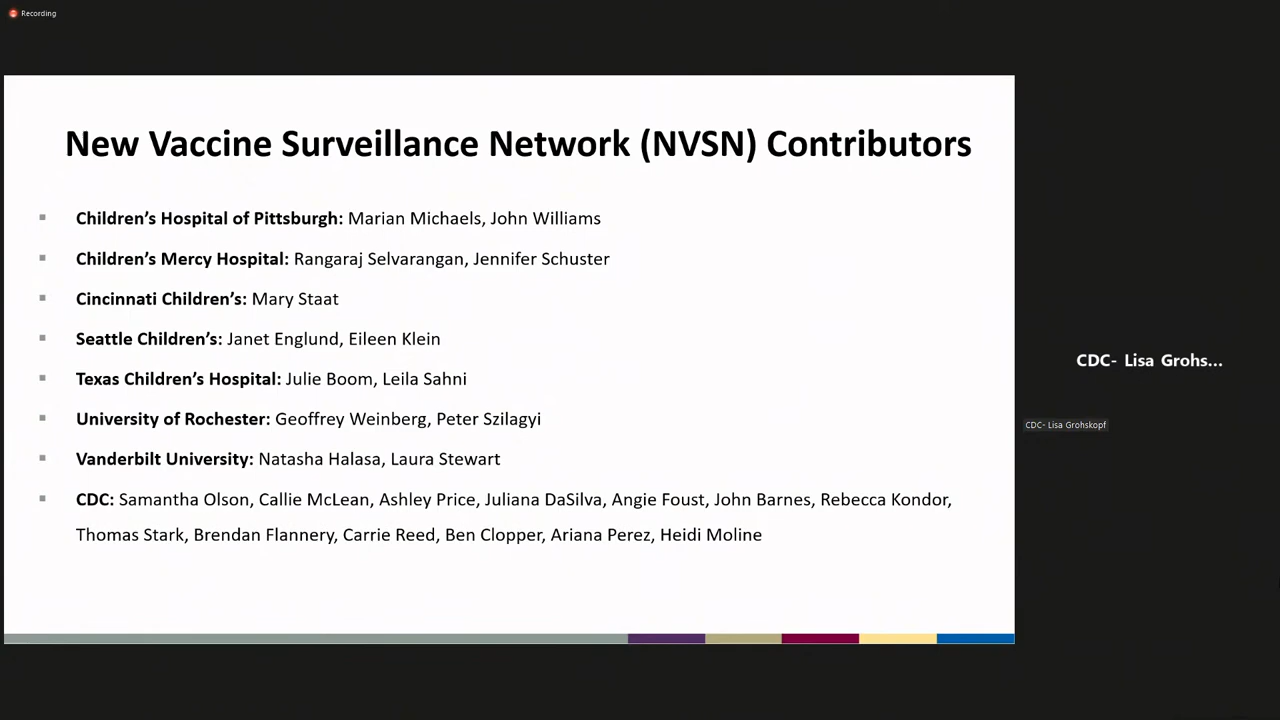 Recording
New Vaccine Surveillance Network (NVSN) Contributors
▪ Children’s Hospital of Pittsburgh: Marian Michaels, John Williams
▪ Children’s Mercy Hospital: Rangaraj Selvarangan, Jennifer Schuster
▪ Cincinnati Children’s: Mary Staat
▪ Seattle Children’s: Janet Englund, Eileen Klein
▪ Texas Children’s Hospital: Julie Boom, Leila Sahni
▪ University of Rochester: Geoffrey Weinberg, Peter Szilagyi
▪ Vanderbilt University: Natasha Halasa, Laura Stewart
▪ CDC: Samantha Olson, Callie McLean, Ashley Price, Juliana DaSilva, Angie Foust, John Barnes, Rebecca Kondor,
Thomas Stark, Brendan Flannery, Carrie Reed, Ben Clopper, Ariana Perez, Heidi Moline
CDC- Lisa Grohs...
CDC- Lisa Grohskopf